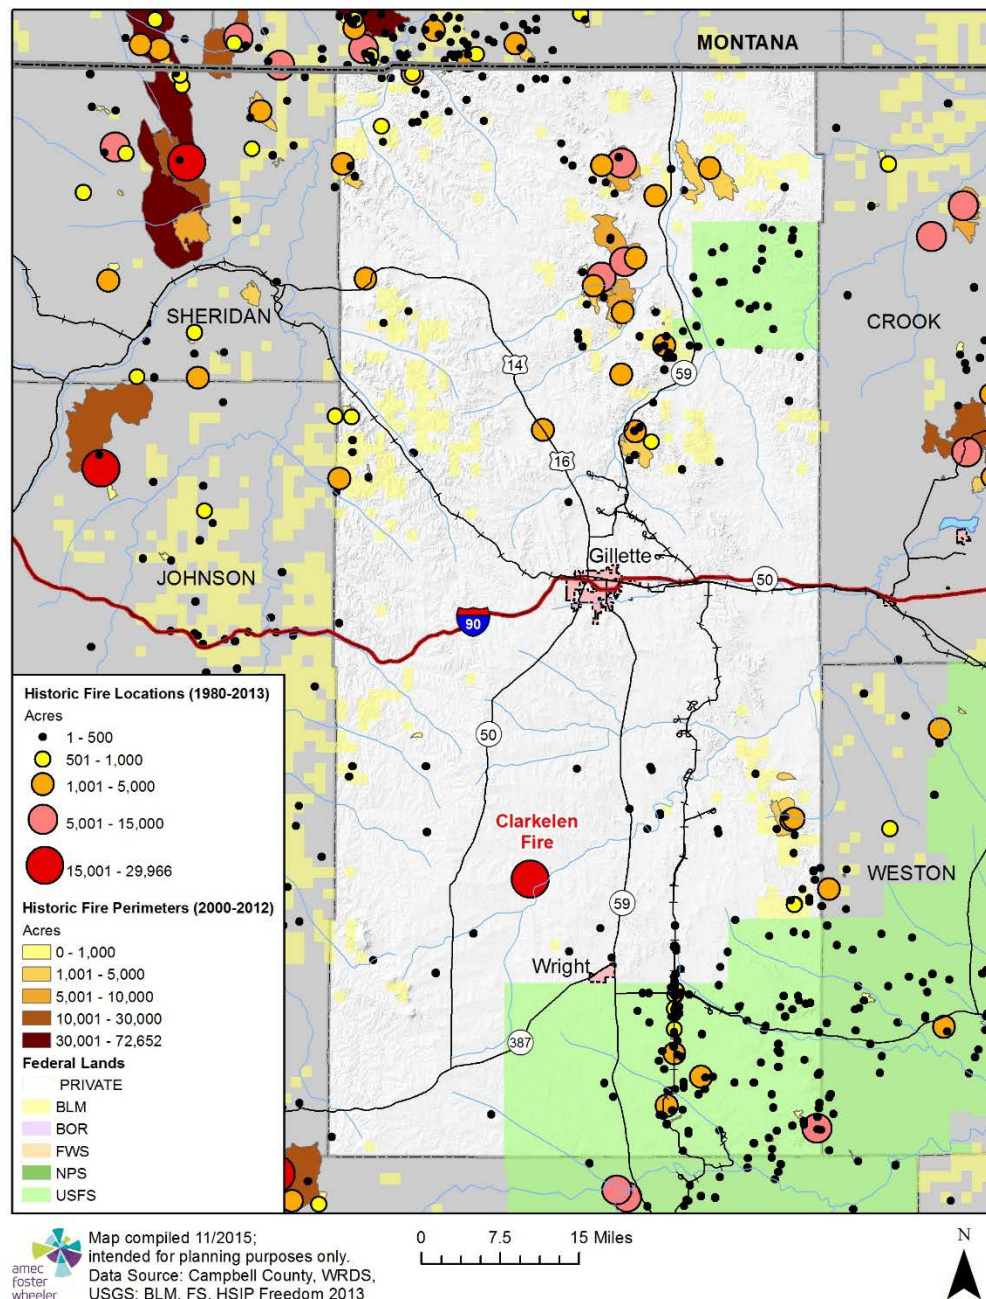 MONTANA
SHERIDAN
CROOK
14
59
16
Gillette
50
JOHNSON
90
Historic Fire Locations (1980-2013)
Acres
1 - 500
501 - 1,000
1,001 - 5,000
5,001 - 15,000
15,001 - 29,966
Historic Fire Perimeters (2000-2012)
Acres
0 - 1,000
1,001 - 5,000
5,001 - 10,000
10,001 - 30,000
30,001 - 72,652
Federal Lands
PRIVATE
BLM
BOR
FWS
NPS
USFS
50
Clarkelen
Fire
WESTON
59
Wright
387
amec
foster
wheeler
Map compiled 11/2015;
intended for planning purposes only.
Data Source: Campbell County, WRDS,
USGS; BLM, FS, HSIP Freedom 2013
0 7.5 15 Miles
N